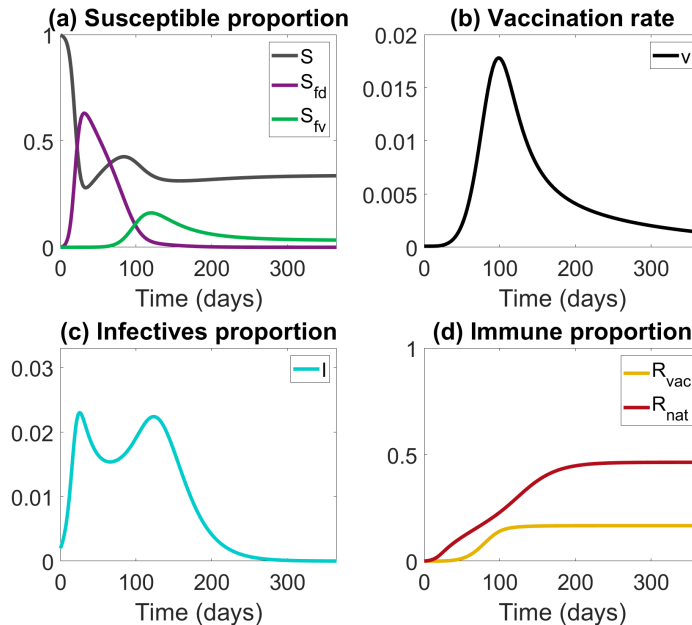 (a) Susceptible proportion
1
0.5
0
S
S_fd
S_fv
0 100 200 300
Time (days)
(b) Vaccination rate
0.02
0.015
0.01
0.005
0
v
0 100 200 300
Time (days)
(c) Infectives proportion
0.03
0.02
0.01
0
I
0 100 200 300
Time (days)
(d) Immune proportion
1
0.5
0
R_vac
R_nat
0 100 200 300
Time (days)